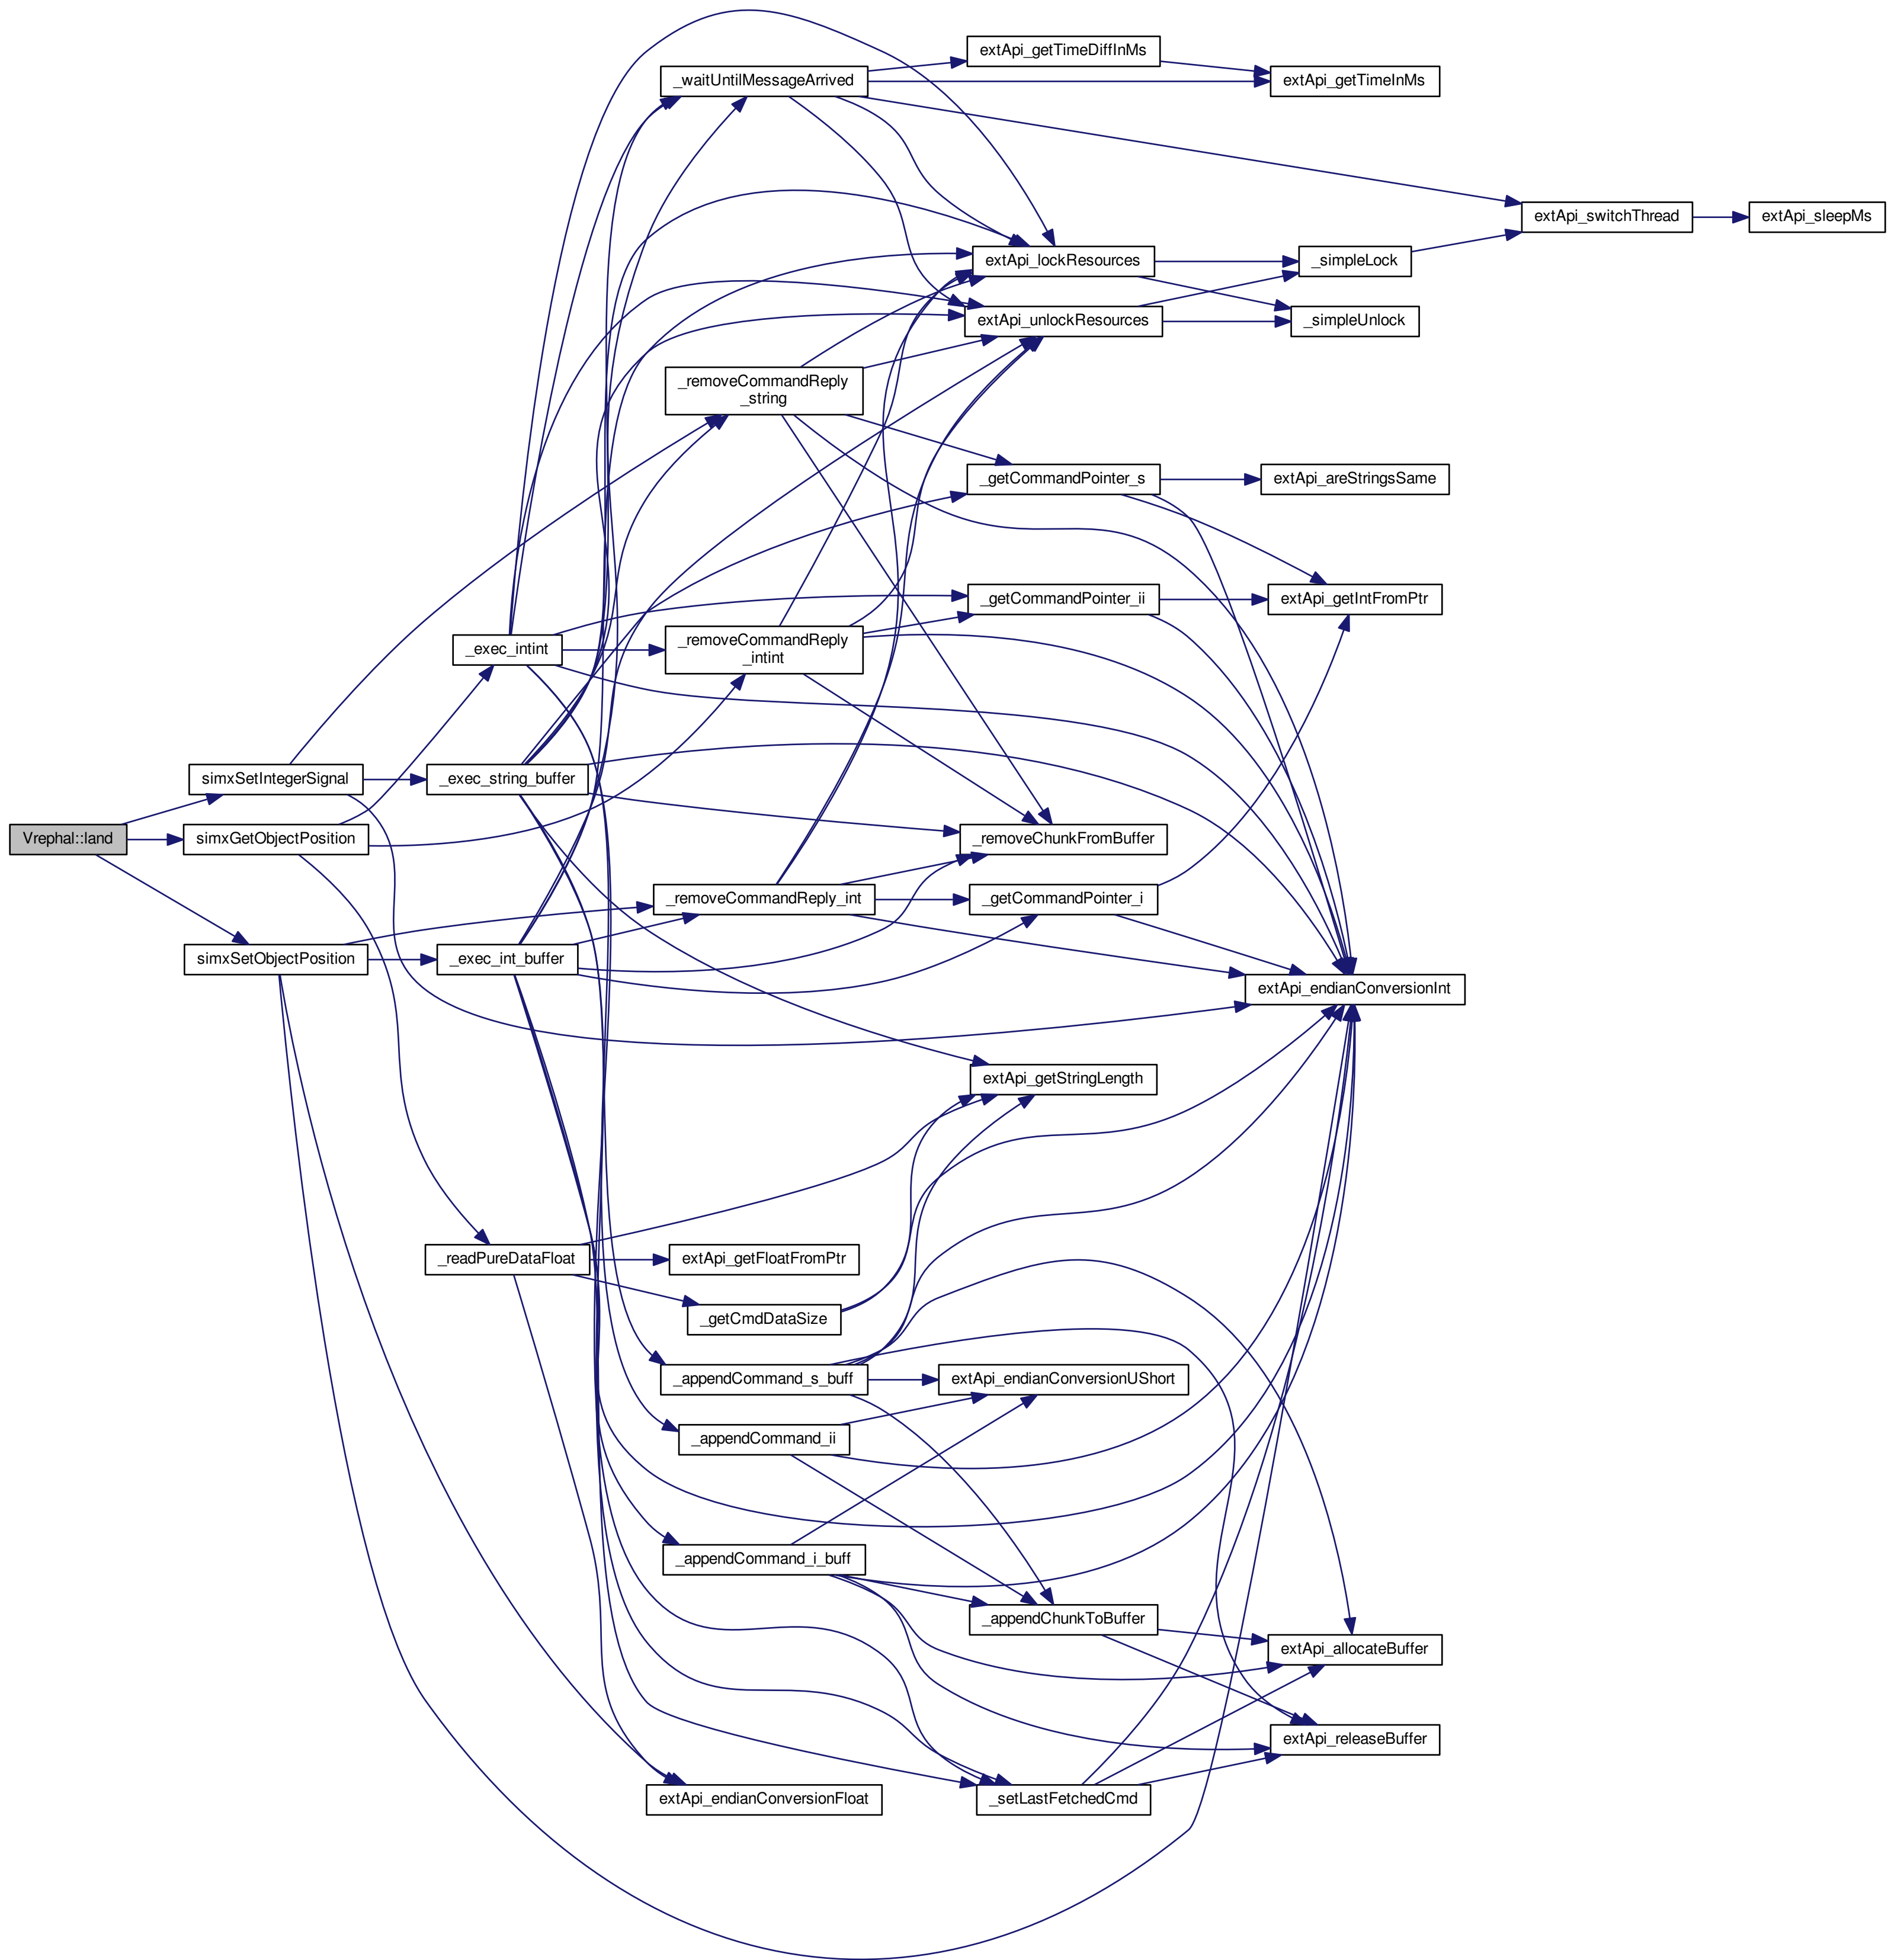 extApi_getTimeDiffInMs
_waitUntilMessageArrived
extApi_getTimeInMs
extApi_switchThread
extApi_sleepMs
extApi_lockResources
_simpleLock
extApi_unlockResources
_simpleUnlock
_removeCommandReply
_string
_getCommandPointer_s
extApi_areStringsSame
_getCommandPointer_ii
extApi_getIntFromPtr
_exec_intint
_removeCommandReply
_intint
simxSetIntegerSignal
_exec_string_buffer
Vrephal::land
simxGetObjectPosition
_removeChunkFromBuffer
_removeCommandReply_int
_getCommandPointer_i
simxSetObjectPosition
_exec_int_buffer
extApi_endianConversionInt
extApi_getStringLength
_readPureDataFloat
extApi_getFloatFromPtr
_getCmdDataSize
_appendCommand_s_buff
extApi_endianConversionUShort
_appendCommand_ii
_appendCommand_i_buff
_appendChunkToBuffer
extApi_allocateBuffer
extApi_releaseBuffer
extApi_endianConversionFloat
_setLastFetchedCmd